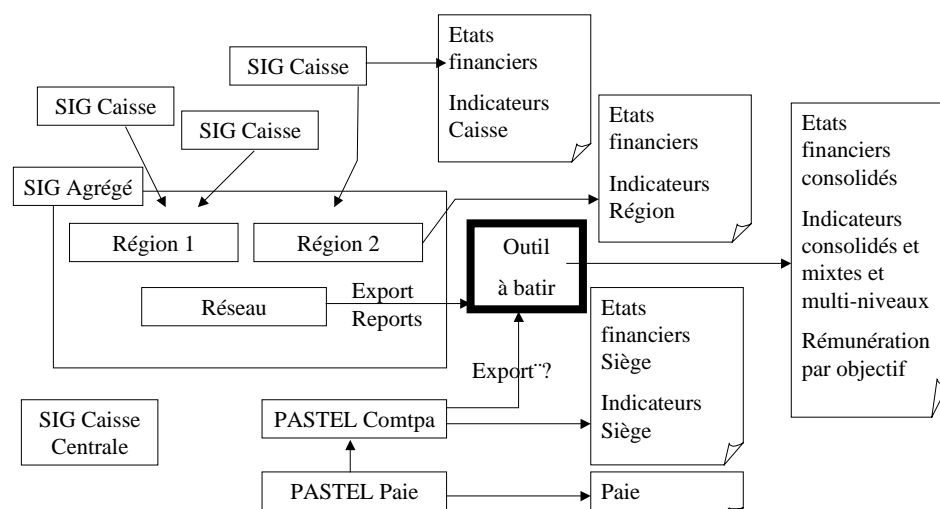 Etats
financiers
Indicateurs
Caisse
SIG Caisse
SIG Caisse
SIG Caisse
Etats
financiers
Indicateurs
Région
Etats
financiers
consolidés
Indicateurs
consolidés et
mixtes et
multi-niveaux
Rémunération
par objectif
SIG Agrégé
Région 1
Région 2
Outil
à batir
Réseau
Export
Reports
Etats
financiers
Siège
Indicateurs
Siège
Export¨?
SIG Caisse
Centrale
PASTEL Comtpa
PASTEL Paie
Paie